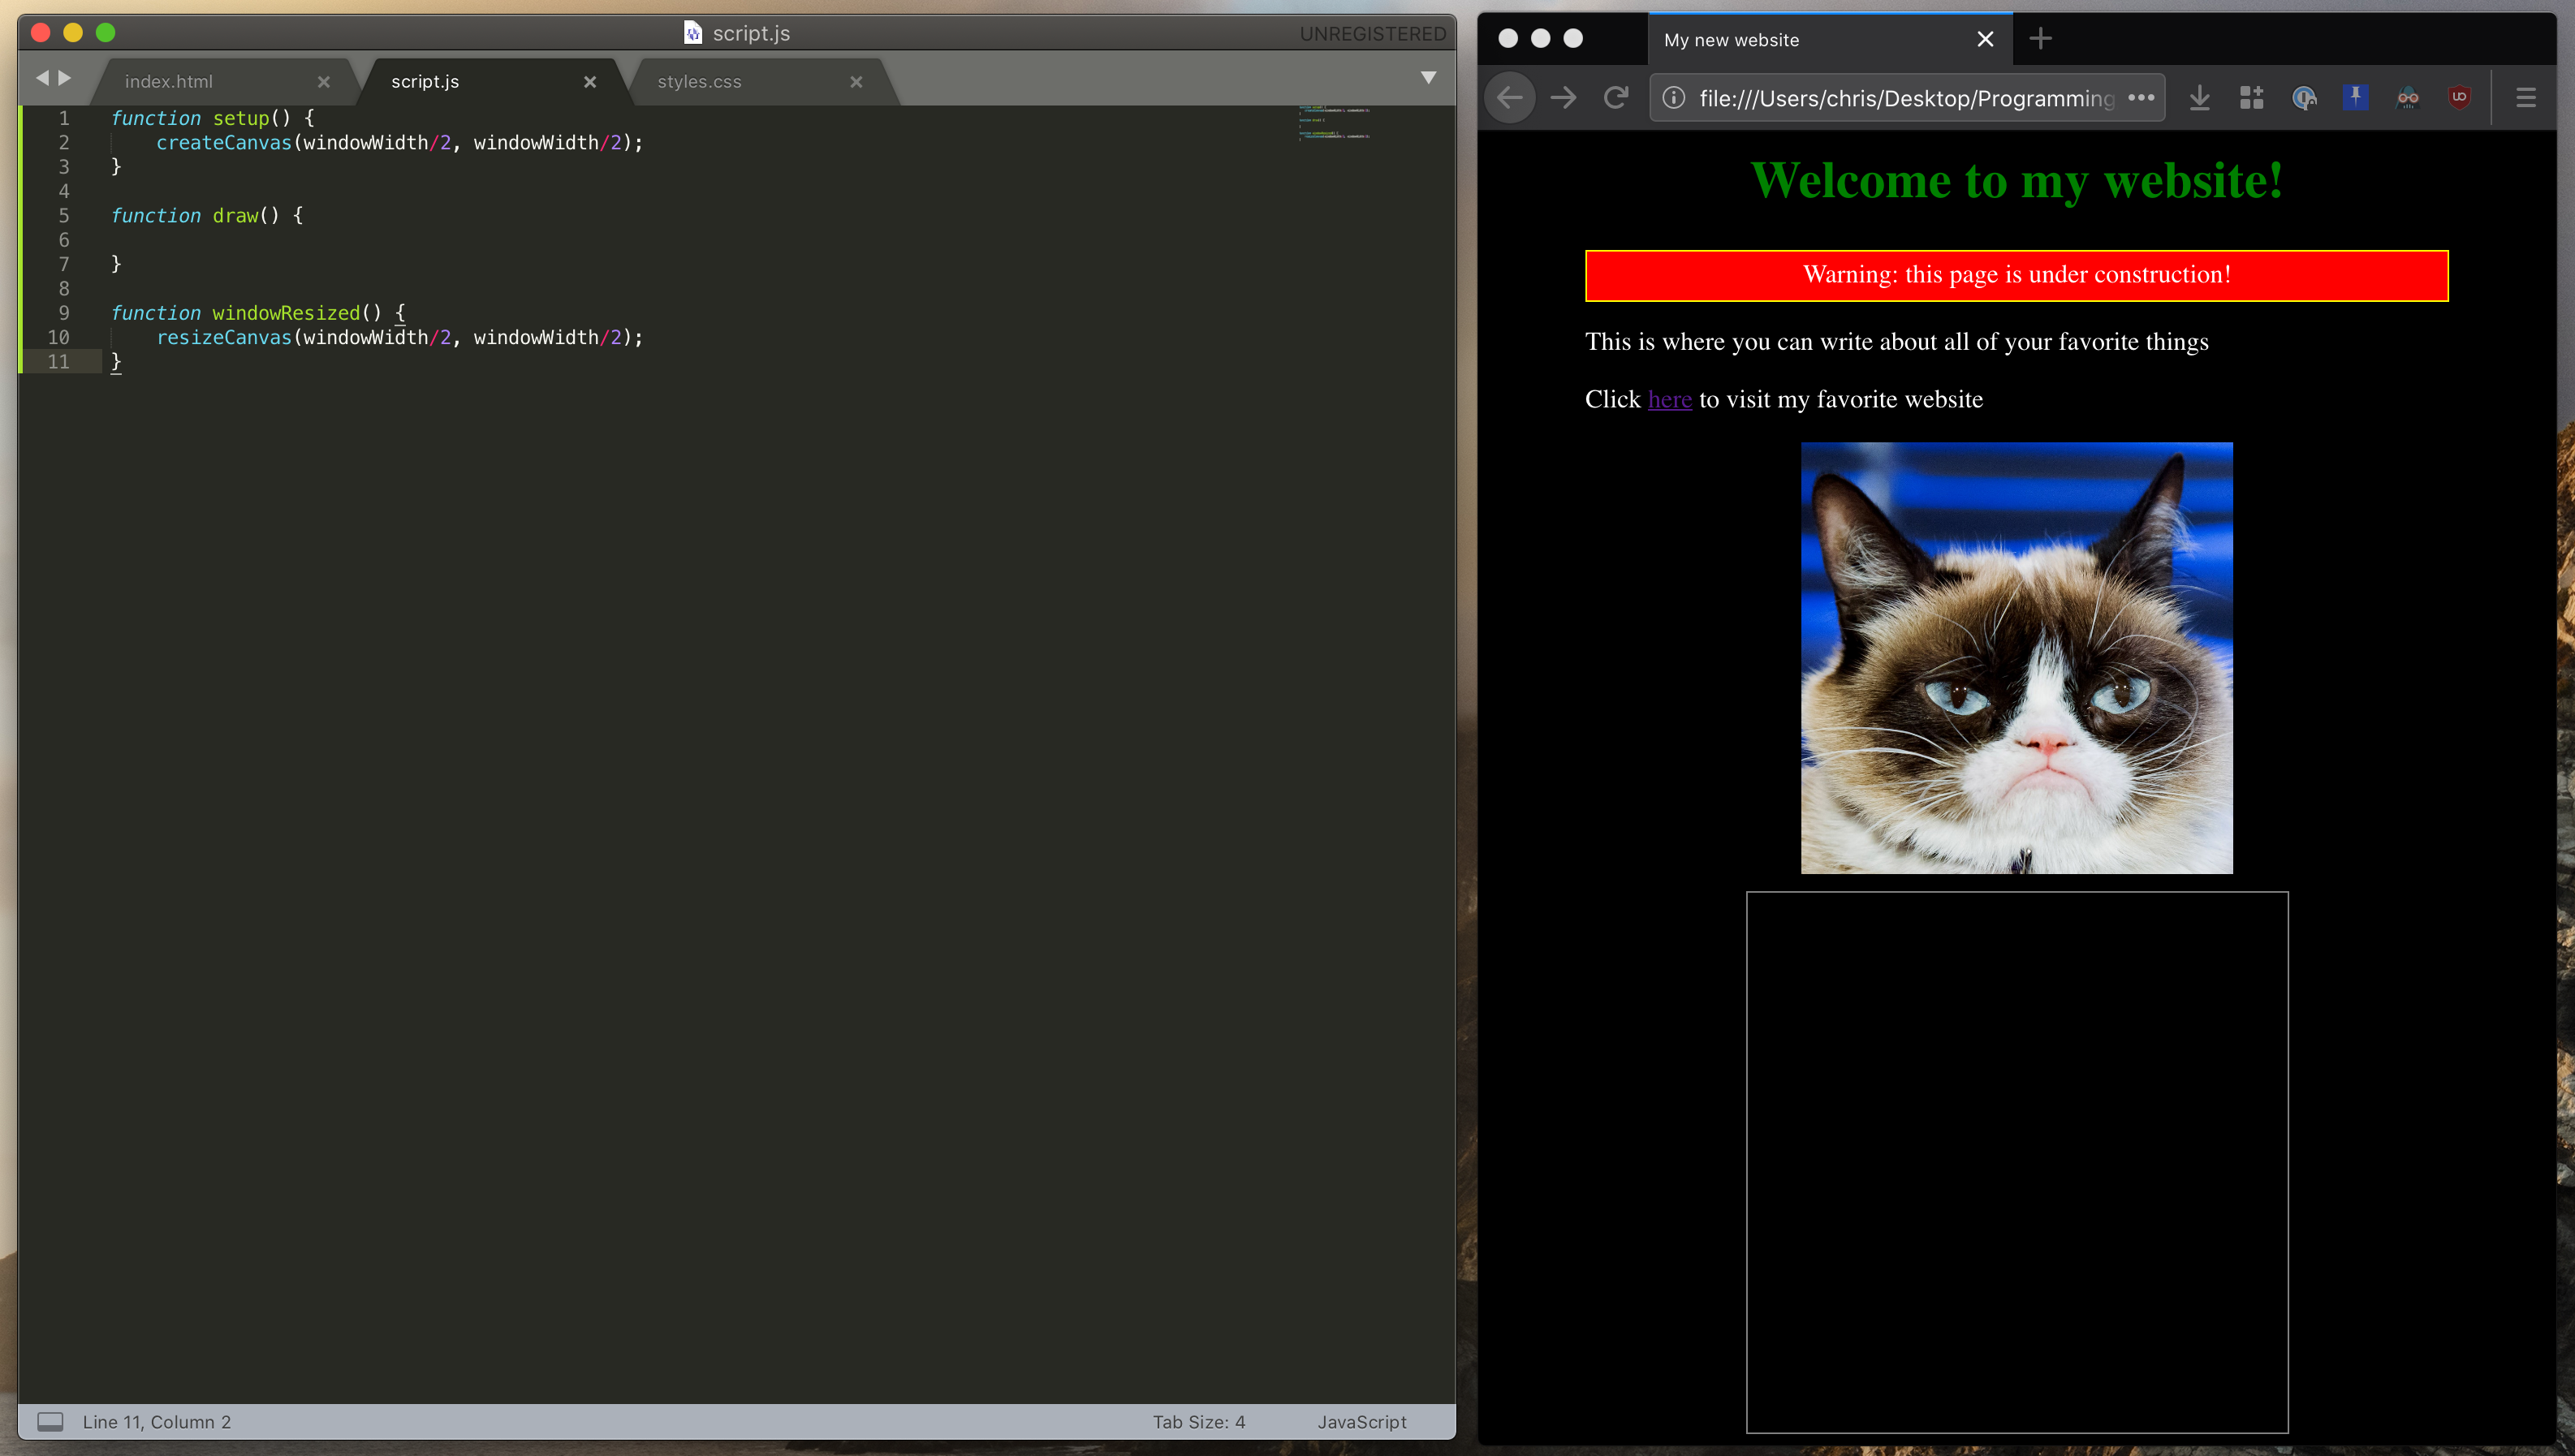 script.js
UNREGISTERED
index.html
script.js
styles.css
1 function setup() {
2 createCanvas(windowWidth/2, windowWidth/2);
3 }
4
5 function draw() {
6
7 }
8
9 function windowResized() {
10 resizeCanvas(windowWidth/2, windowWidth/2);
11 }
Line 11, Column 2
Tab Size: 4
JavaScript
My new website
file:///Users/chris/Desktop/Programming
Welcome to my website!
Warning: this page is under construction!
This is where you can write about all of your favorite things
Click here to visit my favorite website